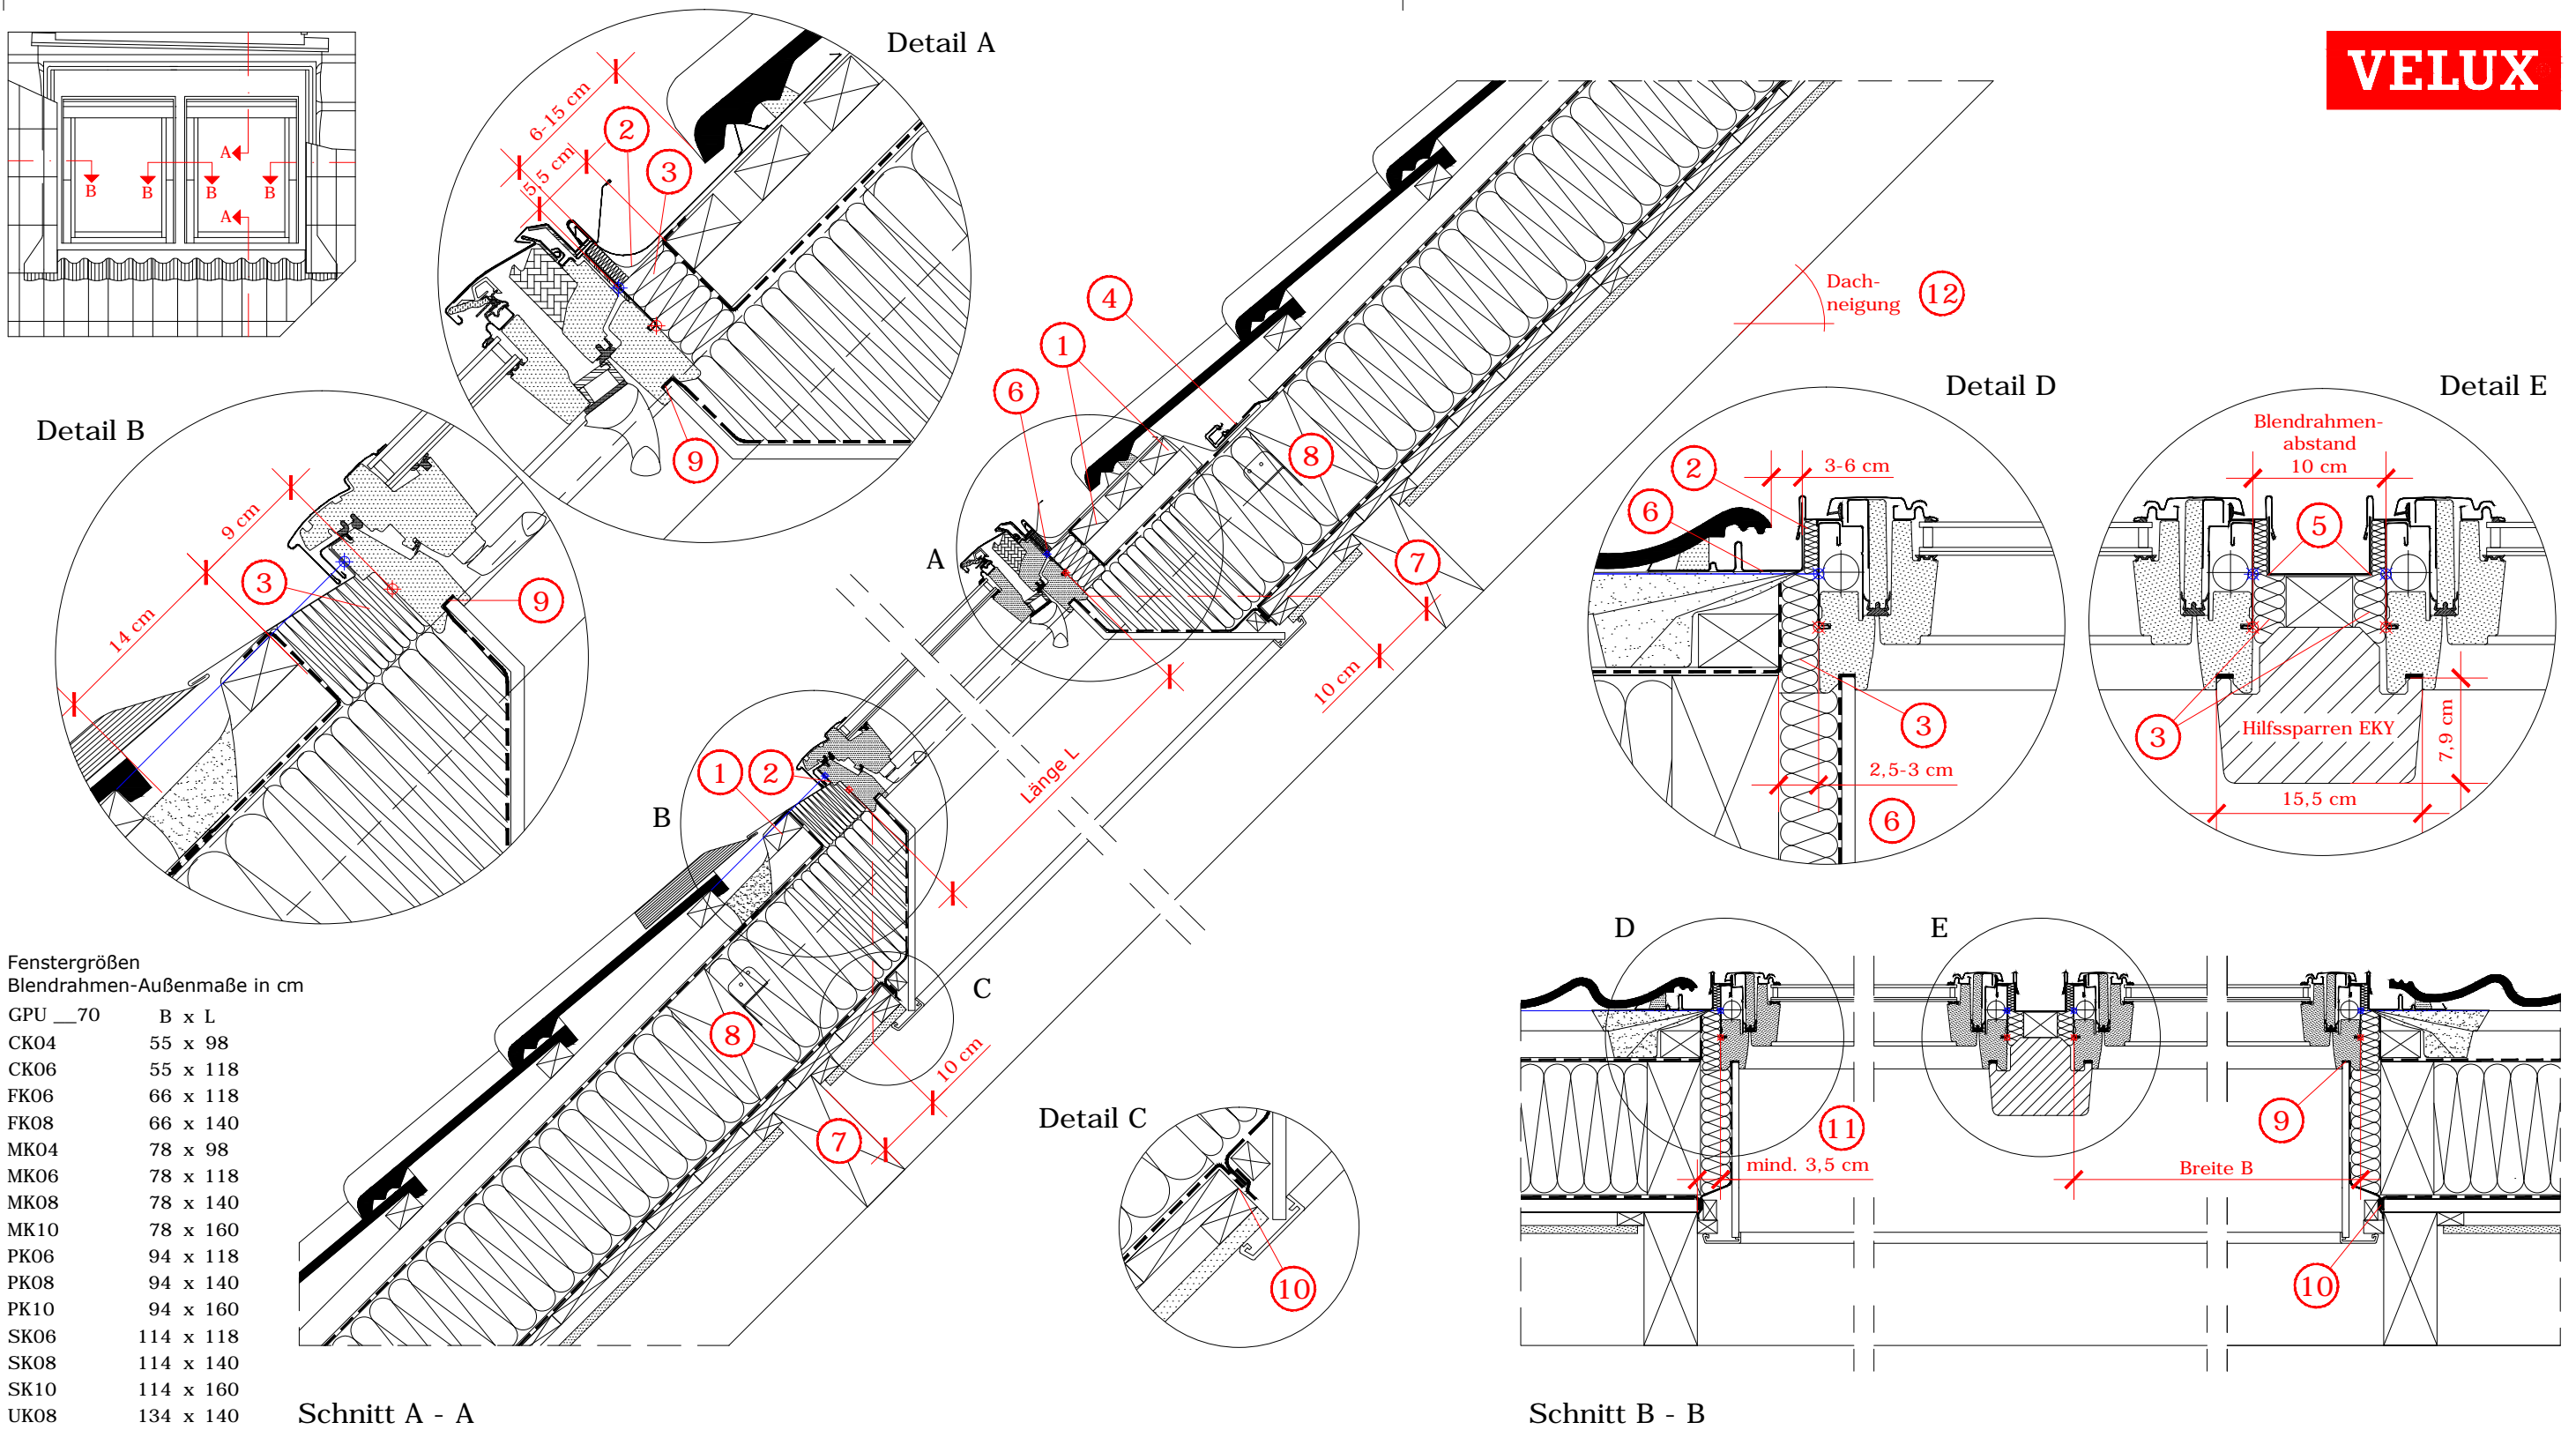 VELUX
A
B
B
B
B
A
Detail A
6-15 cm
5,5 cm
2
3
9
Detail B
9 cm
14 cm
3
9
4
1
6
8
7
A
10 cm
Länge L
Dach-
neigung
12
B
1
2
8
7
10 cm
C
Detail C
10
Detail D
2
6
3-6 cm
3
2,5-3 cm
6
Detail E
Blendrahmen-
abstand
10 cm
5
3
Hilfssparren EKY
7,9 cm
15,5 cm
D
E
11
mind. 3,5 cm
9
Breite B
10
Fenstergrößen
Blendrahmen-Außenmaße in cm
GPU __70 B x L
CK04 55 x 98
CK06 55 x 118
FK06 66 x 118
FK08 66 x 140
MK04 78 x 98
MK06 78 x 118
MK08 78 x 140
MK10 78 x 160
PK06 94 x 118
PK08 94 x 140
PK10 94 x 160
SK06 114 x 118
SK08 114 x 140
SK10 114 x 160
UK08 134 x 140
Schnitt A - A
Schnitt B - B